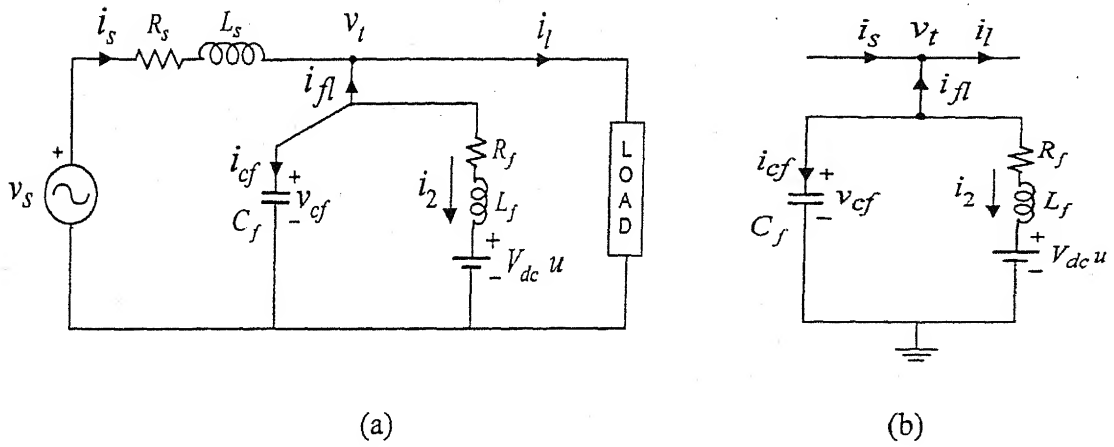 i_s R_s L_s v_t i_l
i_fl
+ v_s
i_cf + v_cf - C_f
i_2 R_f L_f
+ V_dc u -
LOAD
(a)
i_s v_t i_l
i_fl
i_cf + v_cf - C_f
i_2 R_f L_f
+ V_dc u -
(b)